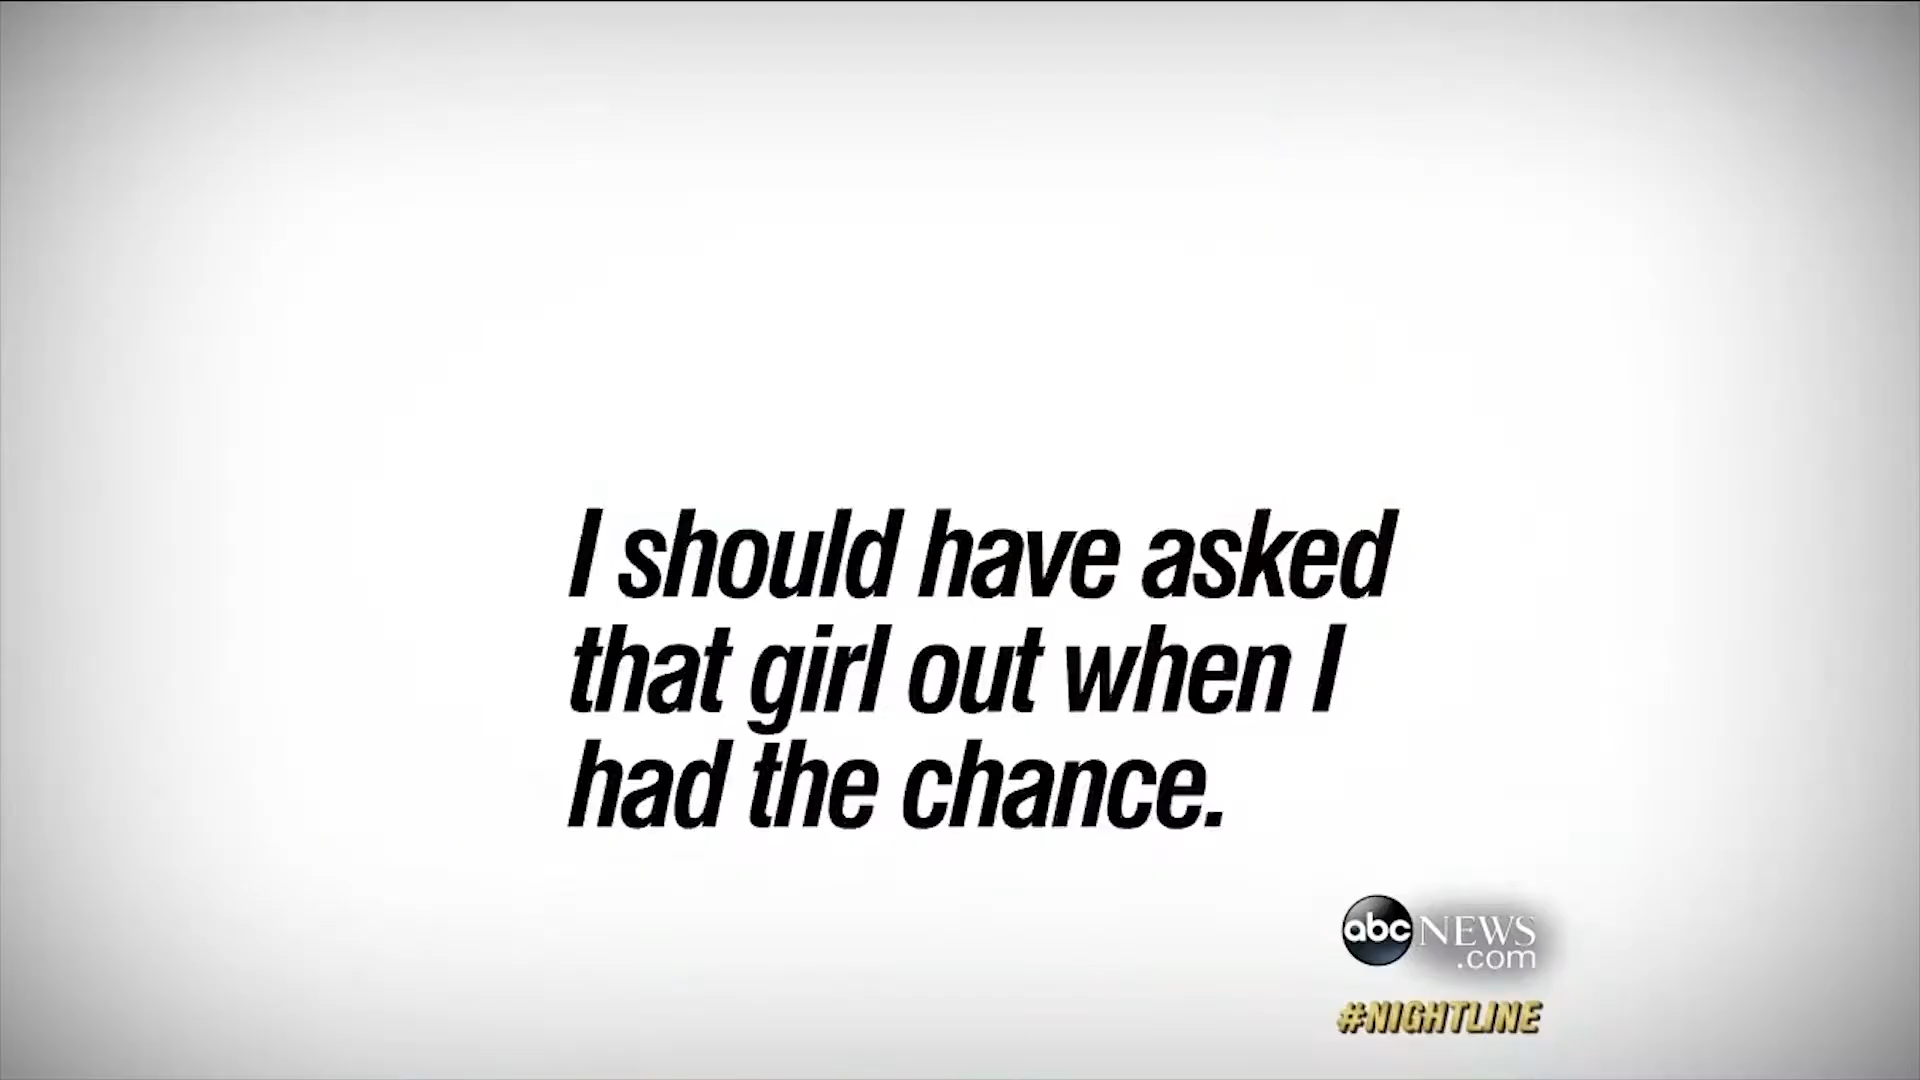 I should have asked
that girl out when I
had the chance.
abc NEWS
.com
#NIGHTLINE